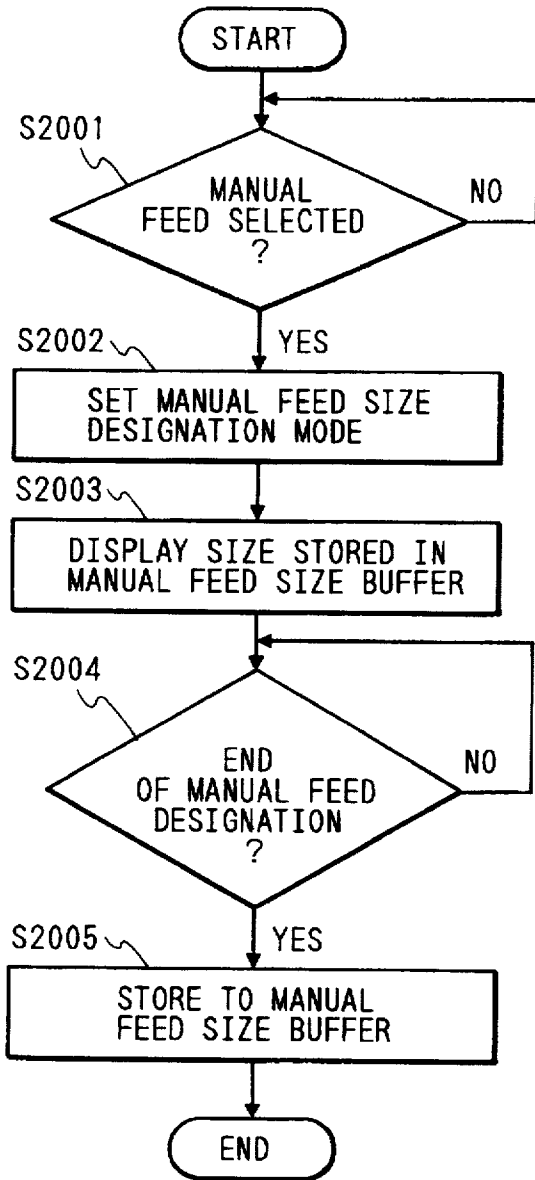 START
S2001
MANUAL
FEED SELECTED
?
NO
YES
S2002
SET MANUAL FEED SIZE
DESIGNATION MODE
S2003
DISPLAY SIZE STORED IN
MANUAL FEED SIZE BUFFER
S2004
END
OF MANUAL FEED
DESIGNATION
?
NO
YES
S2005
STORE TO MANUAL
FEED SIZE BUFFER
END